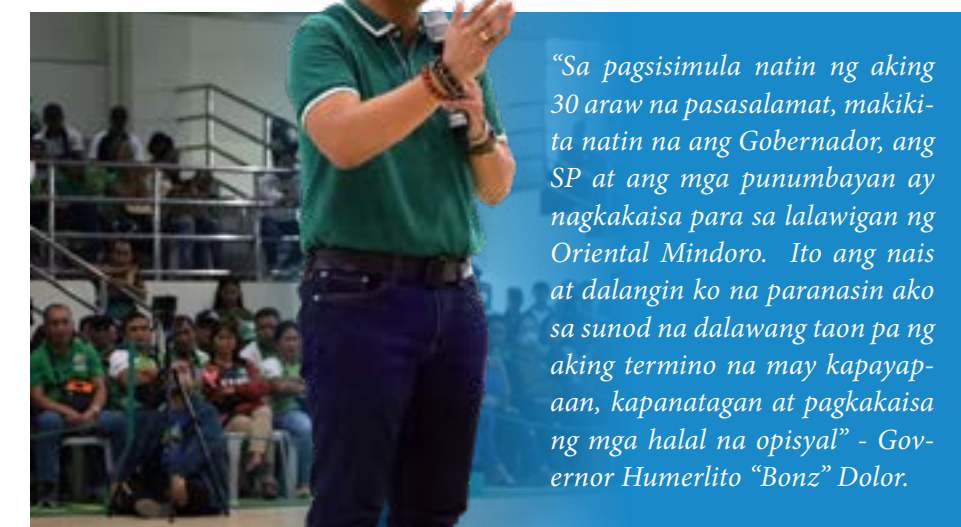 “Sa pagsisimula natin ng aking
30 araw na pasasalamat, makiki-
ta natin na ang Gobernador, ang
SP at ang mga punumbayan ay
nagkakaisa para sa lalawigan ng
Oriental Mindoro.  Ito ang nais
at dalangin ko na paranasin ako
sa sunod na dalawang taon pa ng
aking termino na may kapayap-
aan, kapanatagan at pagkakaisa
ng mga halal na opisyal” - Gov-
ernor Humerlito “Bonz” Dolor.